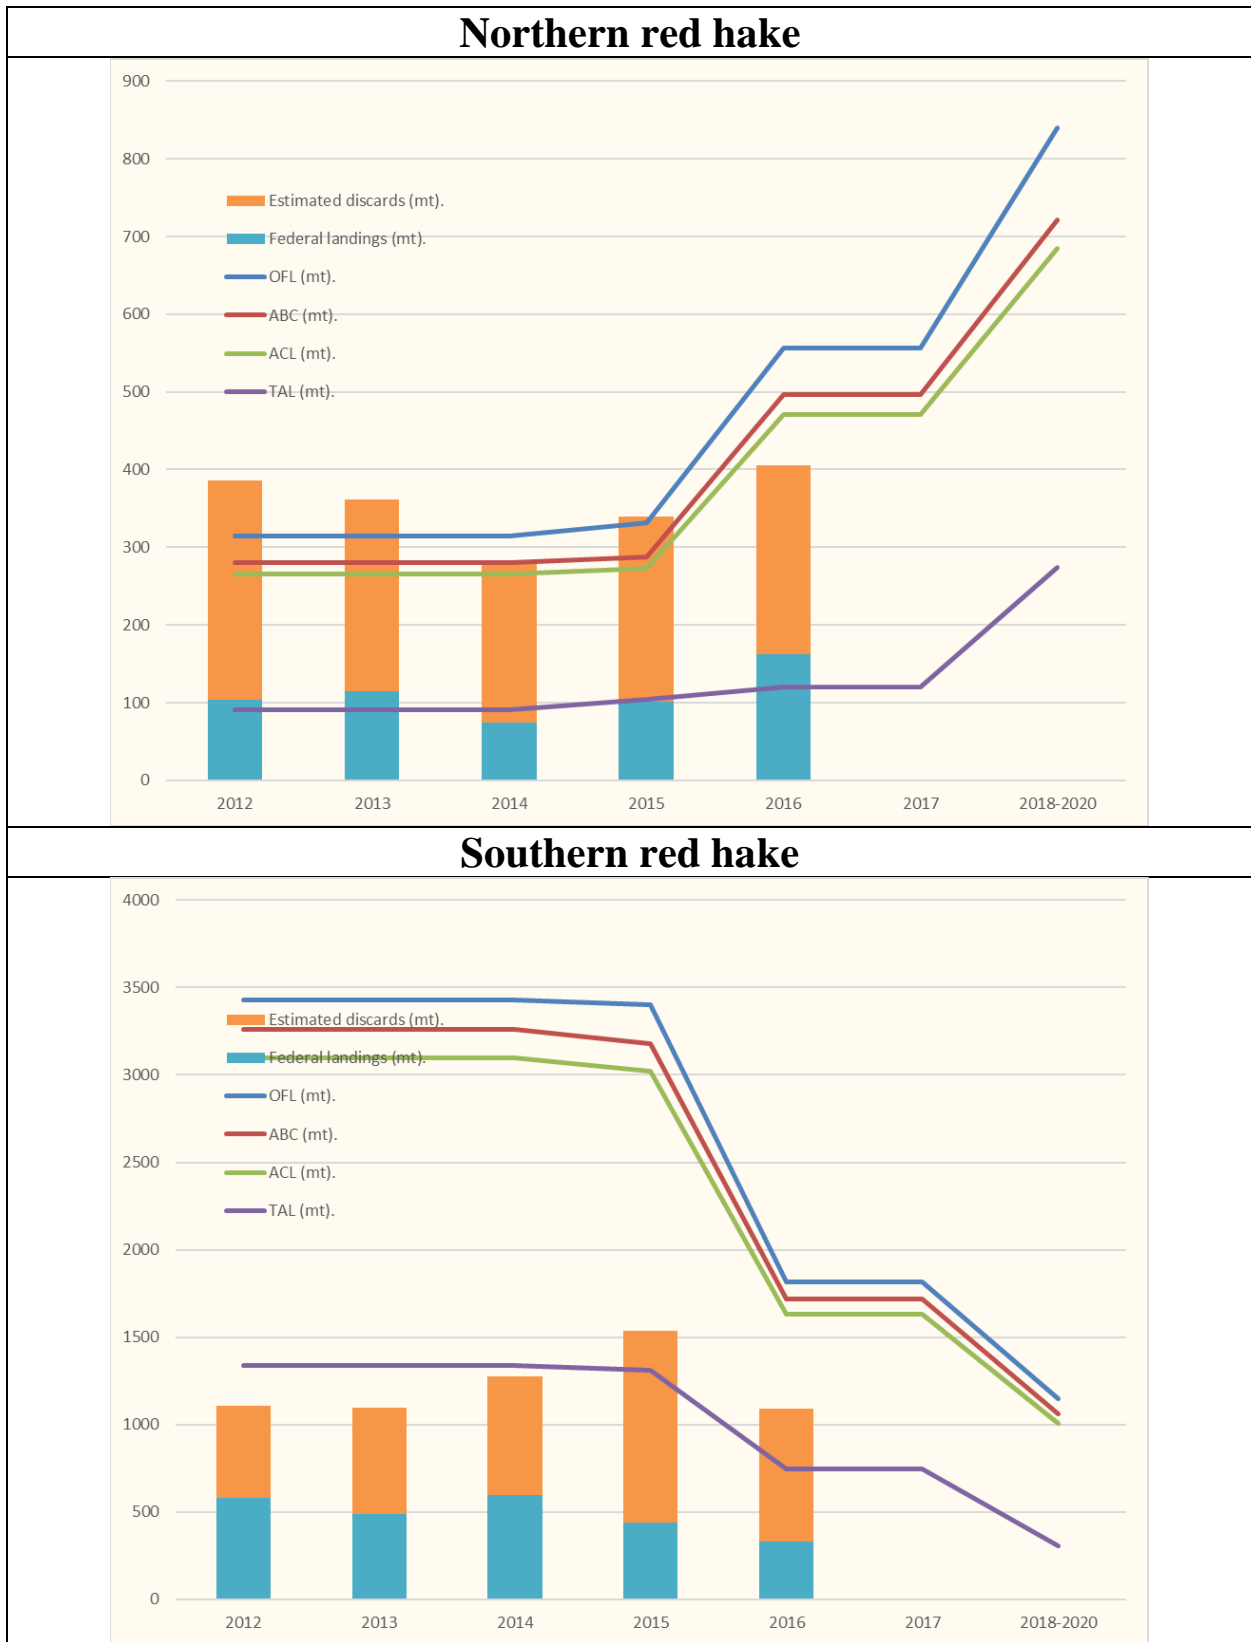 Northern red hake
900
800
700
600
500
400
300
200
100
0
Estimated discards (mt).
Federal landings (mt).
OFL (mt).
ABC (mt).
ACL (mt).
TAL (mt).
2012 2013 2014 2015 2016 2017 2018-2020
Southern red hake
4000
3500
3000
2500
2000
1500
1000
500
0
Estimated discards (mt).
Federal landings (mt).
OFL (mt).
ABC (mt).
ACL (mt).
TAL (mt).
2012 2013 2014 2015 2016 2017 2018-2020